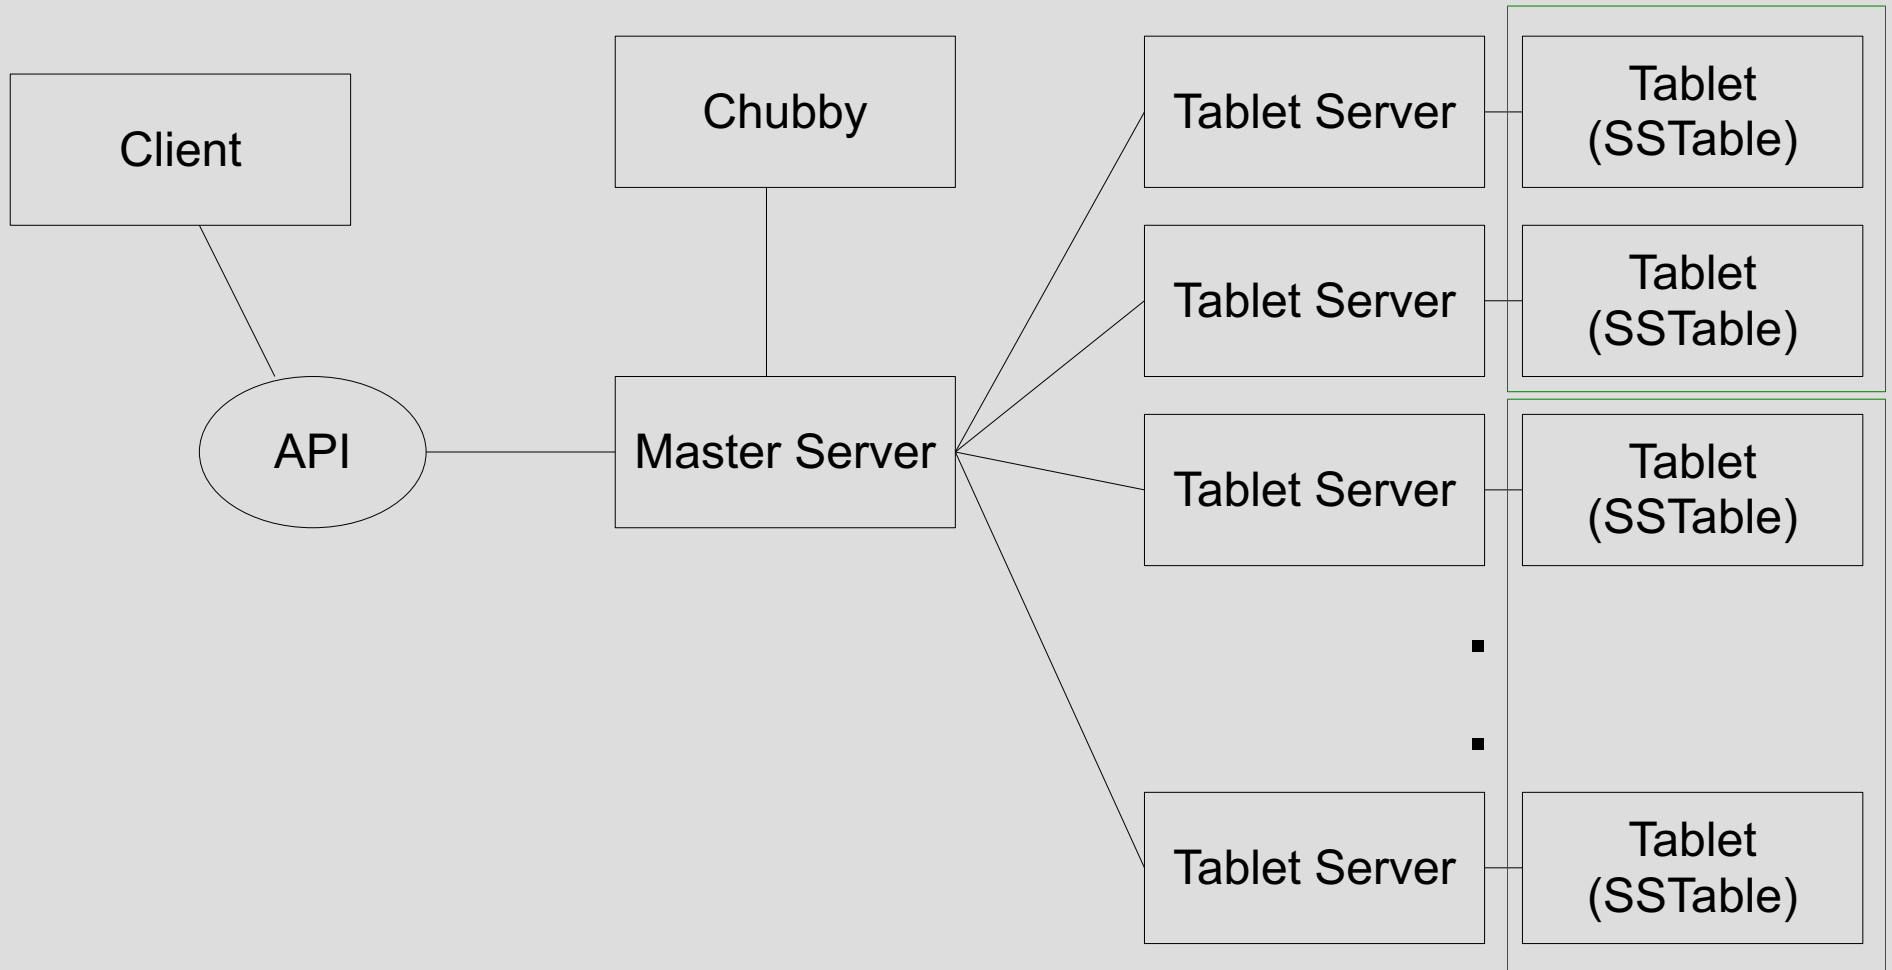 Client
Chubby
API
Master Server
Tablet Server
Tablet
(SSTable)
Tablet Server
Tablet
(SSTable)
Tablet Server
Tablet
(SSTable)
Tablet Server
Tablet
(SSTable)